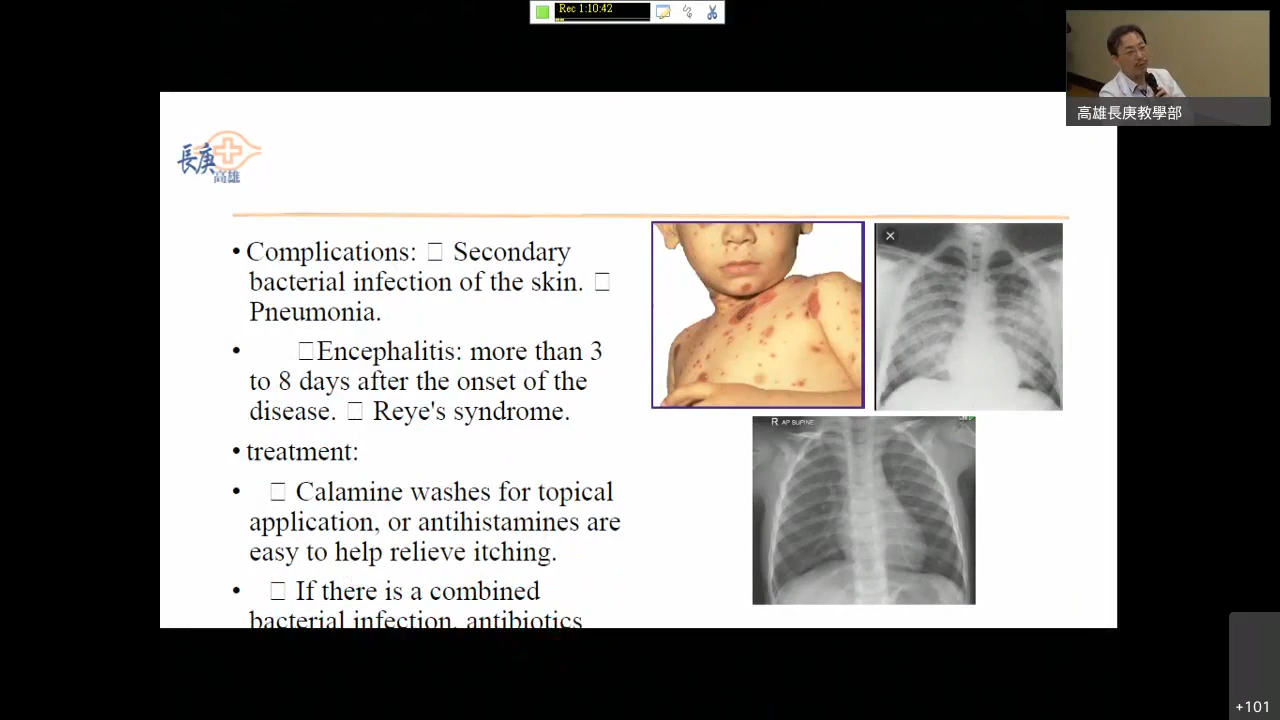 Rec 1:10:42
高雄長庚教學部
長庚
高雄
• Complications: □ Secondary
bacterial infection of the skin. □
Pneumonia.
• □Encephalitis: more than 3
to 8 days after the onset of the
disease. □ Reye's syndrome.
• treatment:
• □ Calamine washes for topical
application, or antihistamines are
easy to help relieve itching.
• □ If there is a combined
bacterial infection, antibiotics
R AP SUPINE
+101